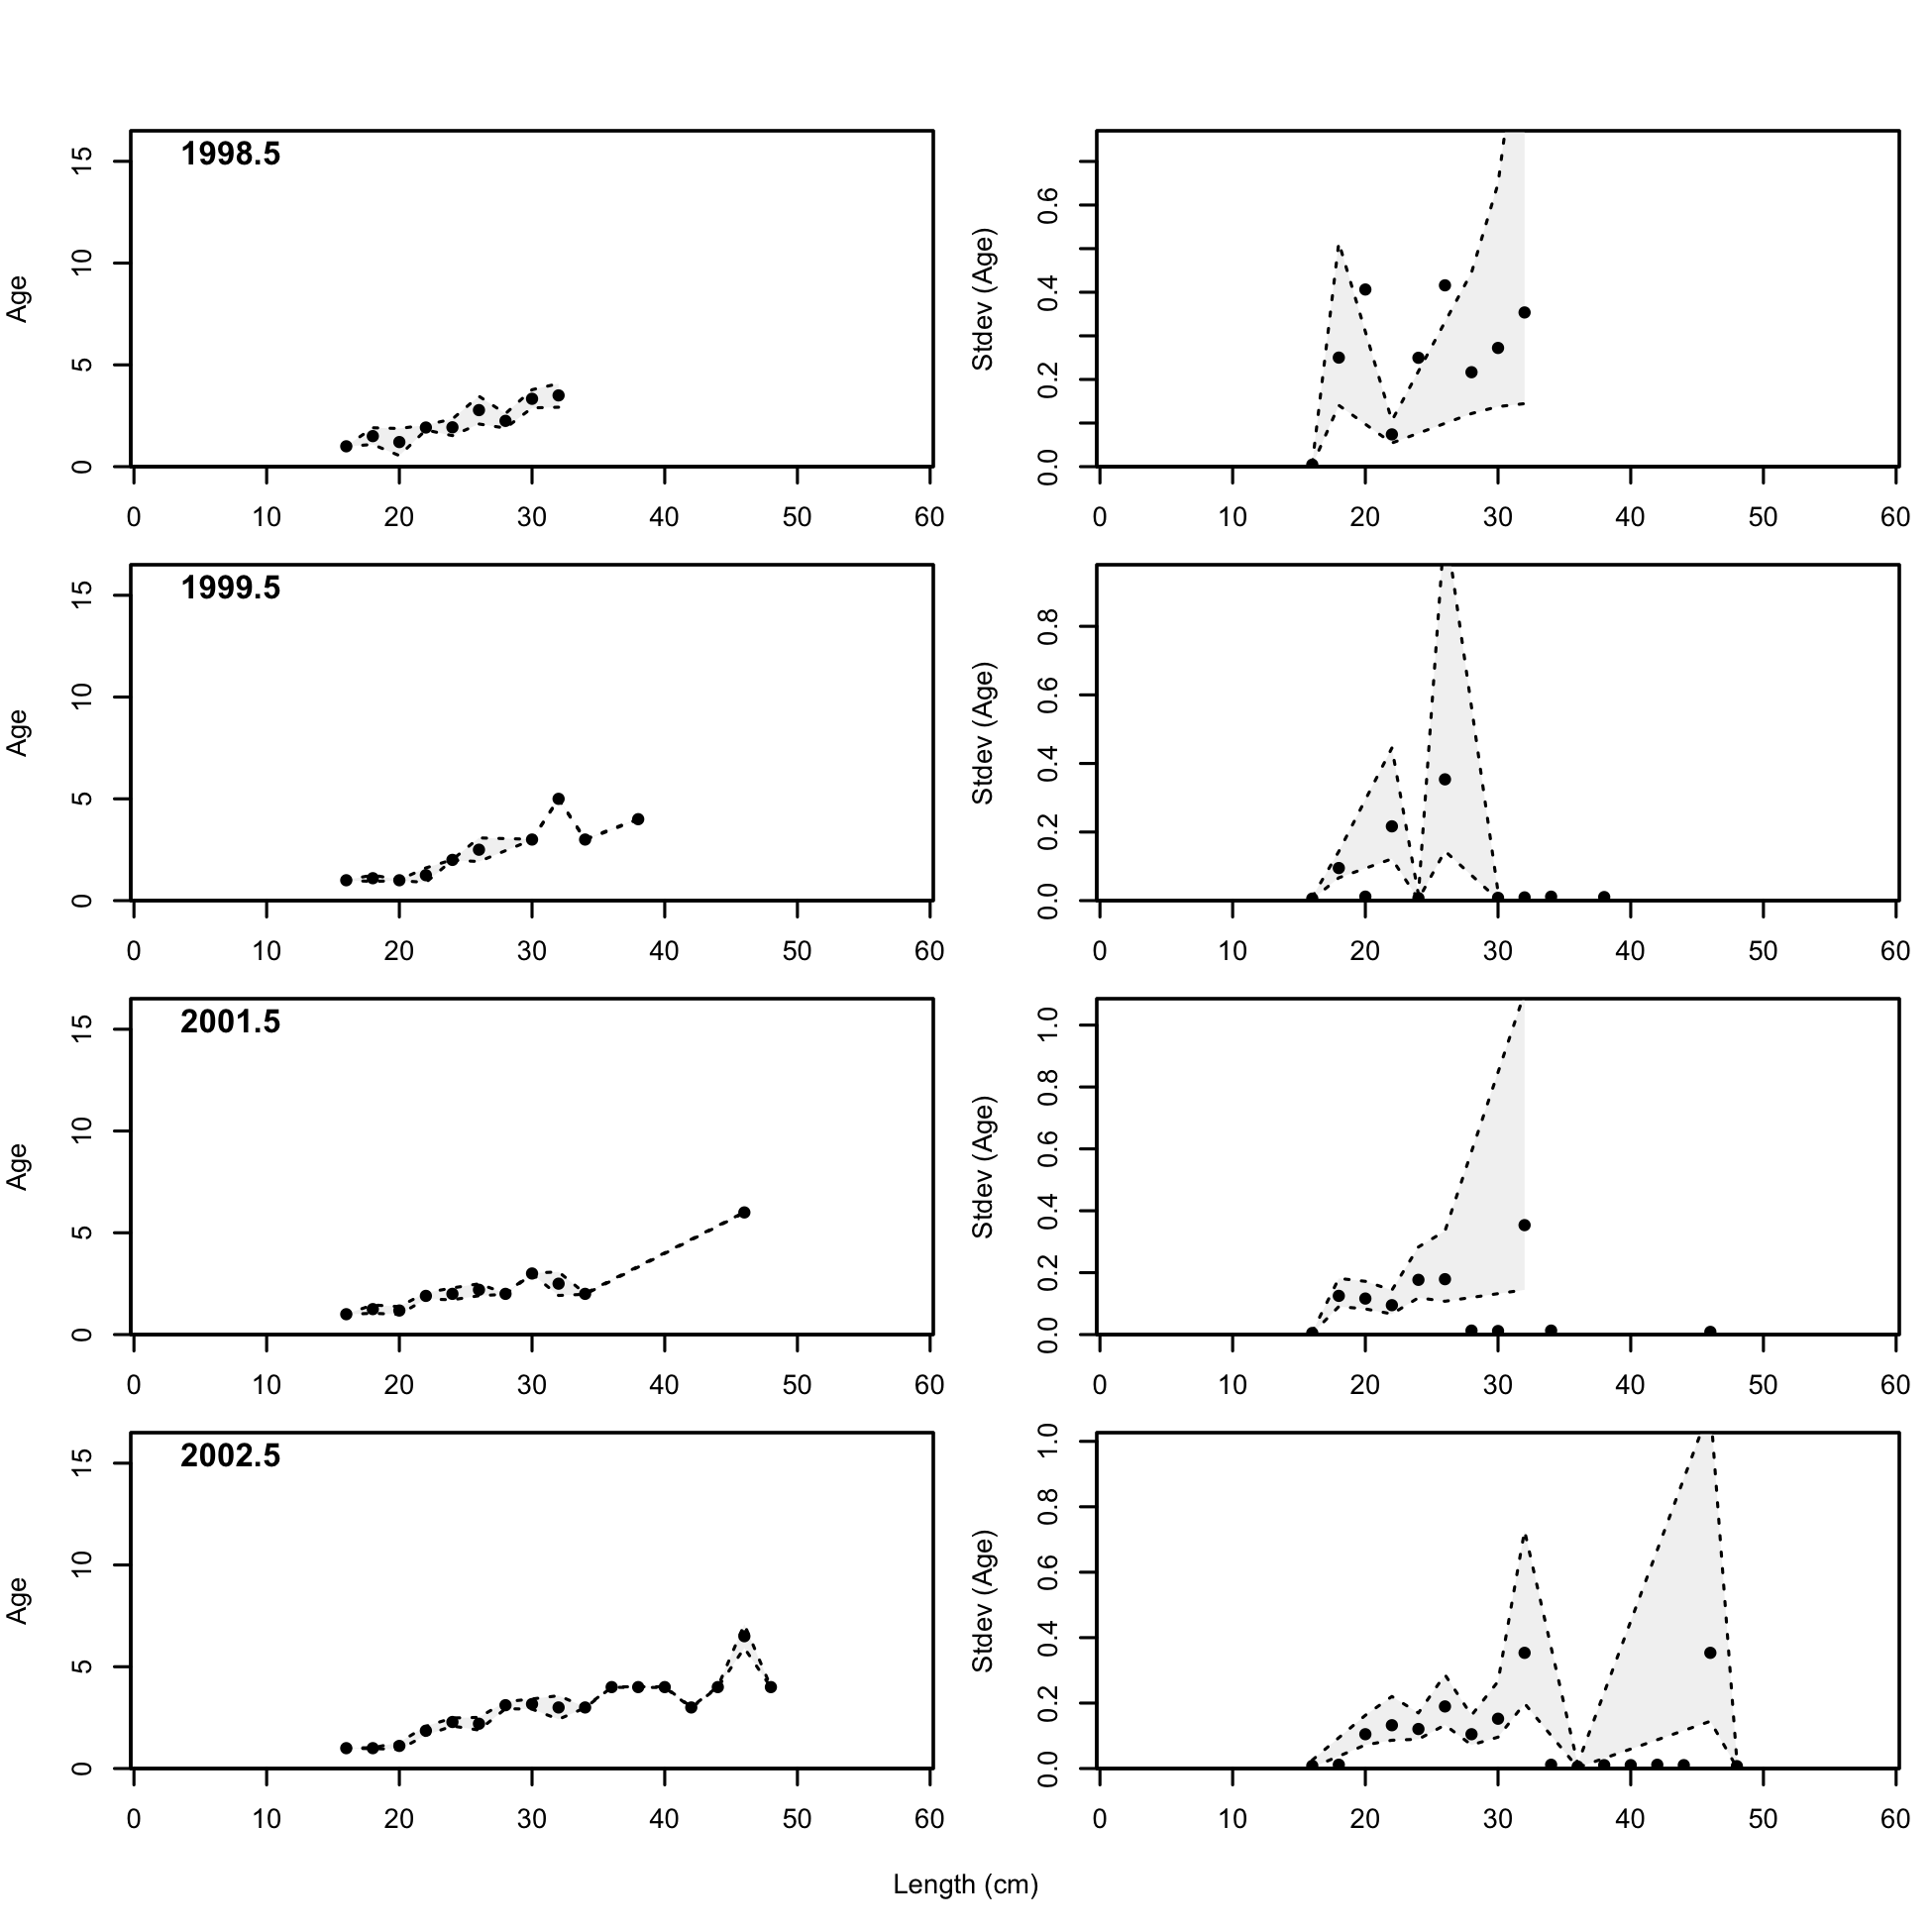 1998.5
Age
0 5 10 15
0 10 20 30 40 50 60
Stdev (Age)
0.0 0.2 0.4 0.6
0 10 20 30 40 50 60
1999.5
Age
0 5 10 15
0 10 20 30 40 50 60
Stdev (Age)
0.0 0.2 0.4 0.6 0.8
0 10 20 30 40 50 60
2001.5
Age
0 5 10 15
0 10 20 30 40 50 60
Stdev (Age)
0.0 0.2 0.4 0.6 0.8 1.0
0 10 20 30 40 50 60
2002.5
Age
0 5 10 15
0 10 20 30 40 50 60
Stdev (Age)
0.0 0.2 0.4 0.6 0.8 1.0
0 10 20 30 40 50 60
Length (cm)